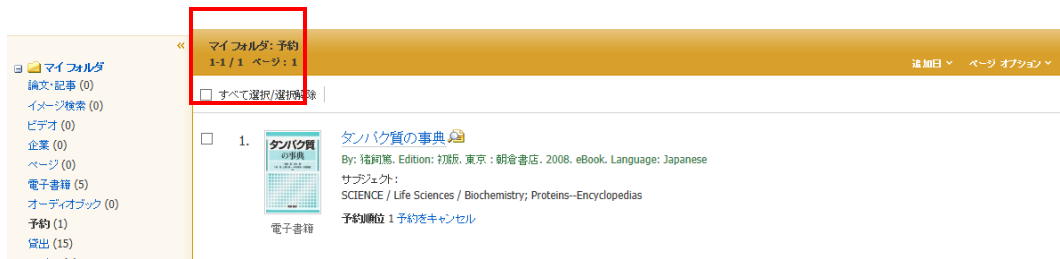 «
マイ フォルダ
論文・記事 (0)
イメージ検索 (0)
ビデオ (0)
企業 (0)
ページ (0)
電子書籍 (5)
オーディオブック (0)
予約 (1)
貸出 (15)
マイ フォルダ: 予約
1-1 / 1 ページ: 1
追加日 ページ オプション
すべて選択/選択解除
1.
タンパク質
の事典
電子書籍
タンパク質の事典
By: 猪飼篤. Edition: 初版. 東京 : 朝倉書店. 2008. eBook. Language: Japanese
サブジェクト:
SCIENCE / Life Sciences / Biochemistry; Proteins--Encyclopedias
予約順位 1 予約をキャンセル